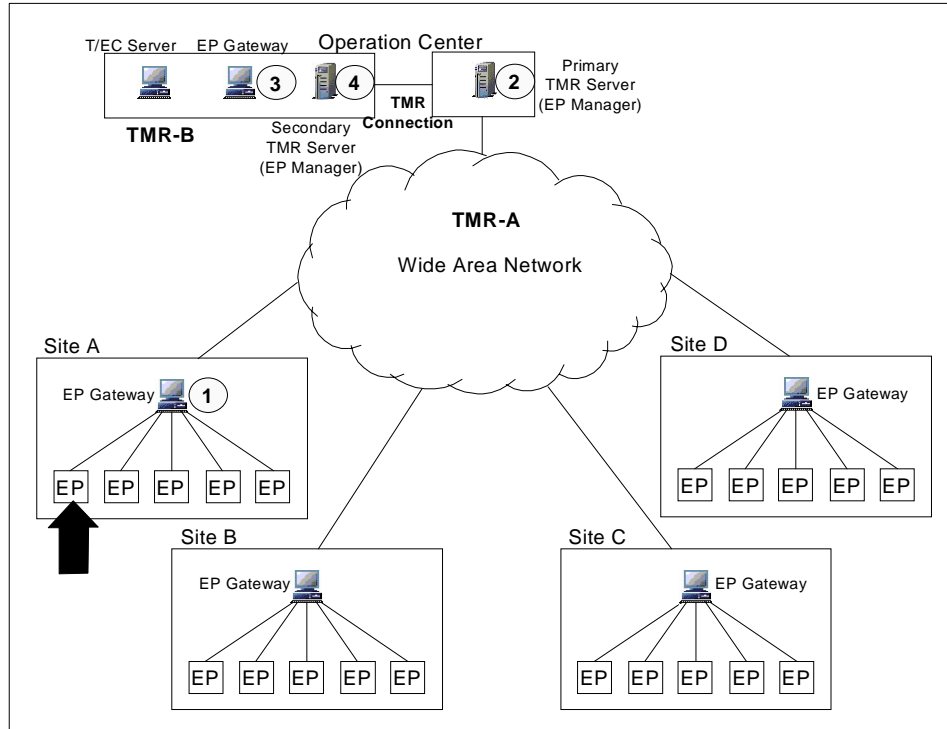 Operation Center
T/EC Server
EP Gateway
3
4
2
Primary
TMR Server
(EP Manager)
TMR
Connection
TMR-B
Secondary
TMR Server
(EP Manager)
TMR-A
Wide Area Network
Site A
EP Gateway
1
EP EP EP EP EP
Site D
EP Gateway
EP EP EP EP EP
Site B
EP Gateway
EP EP EP EP EP
Site C
EP Gateway
EP EP EP EP EP